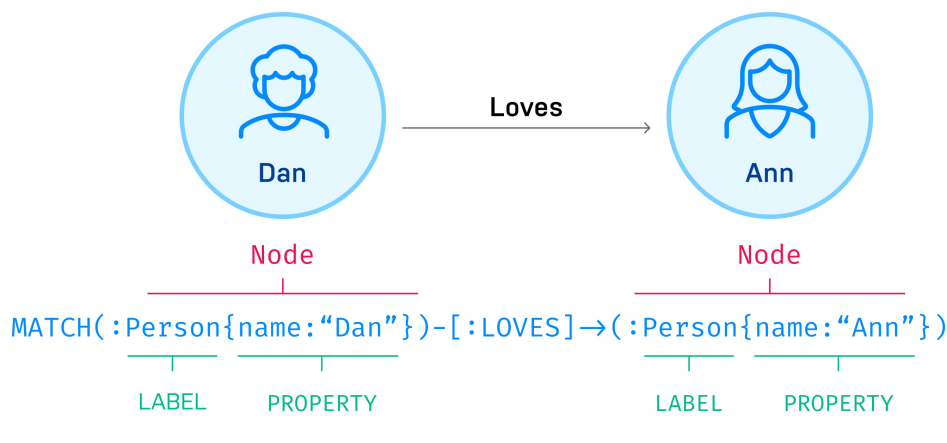 Loves
Dan Ann
Node Node
MATCH(:Person{name:“Dan”})-[:LOVES]->(:Person{name:“Ann”})
LABEL PROPERTY LABEL PROPERTY